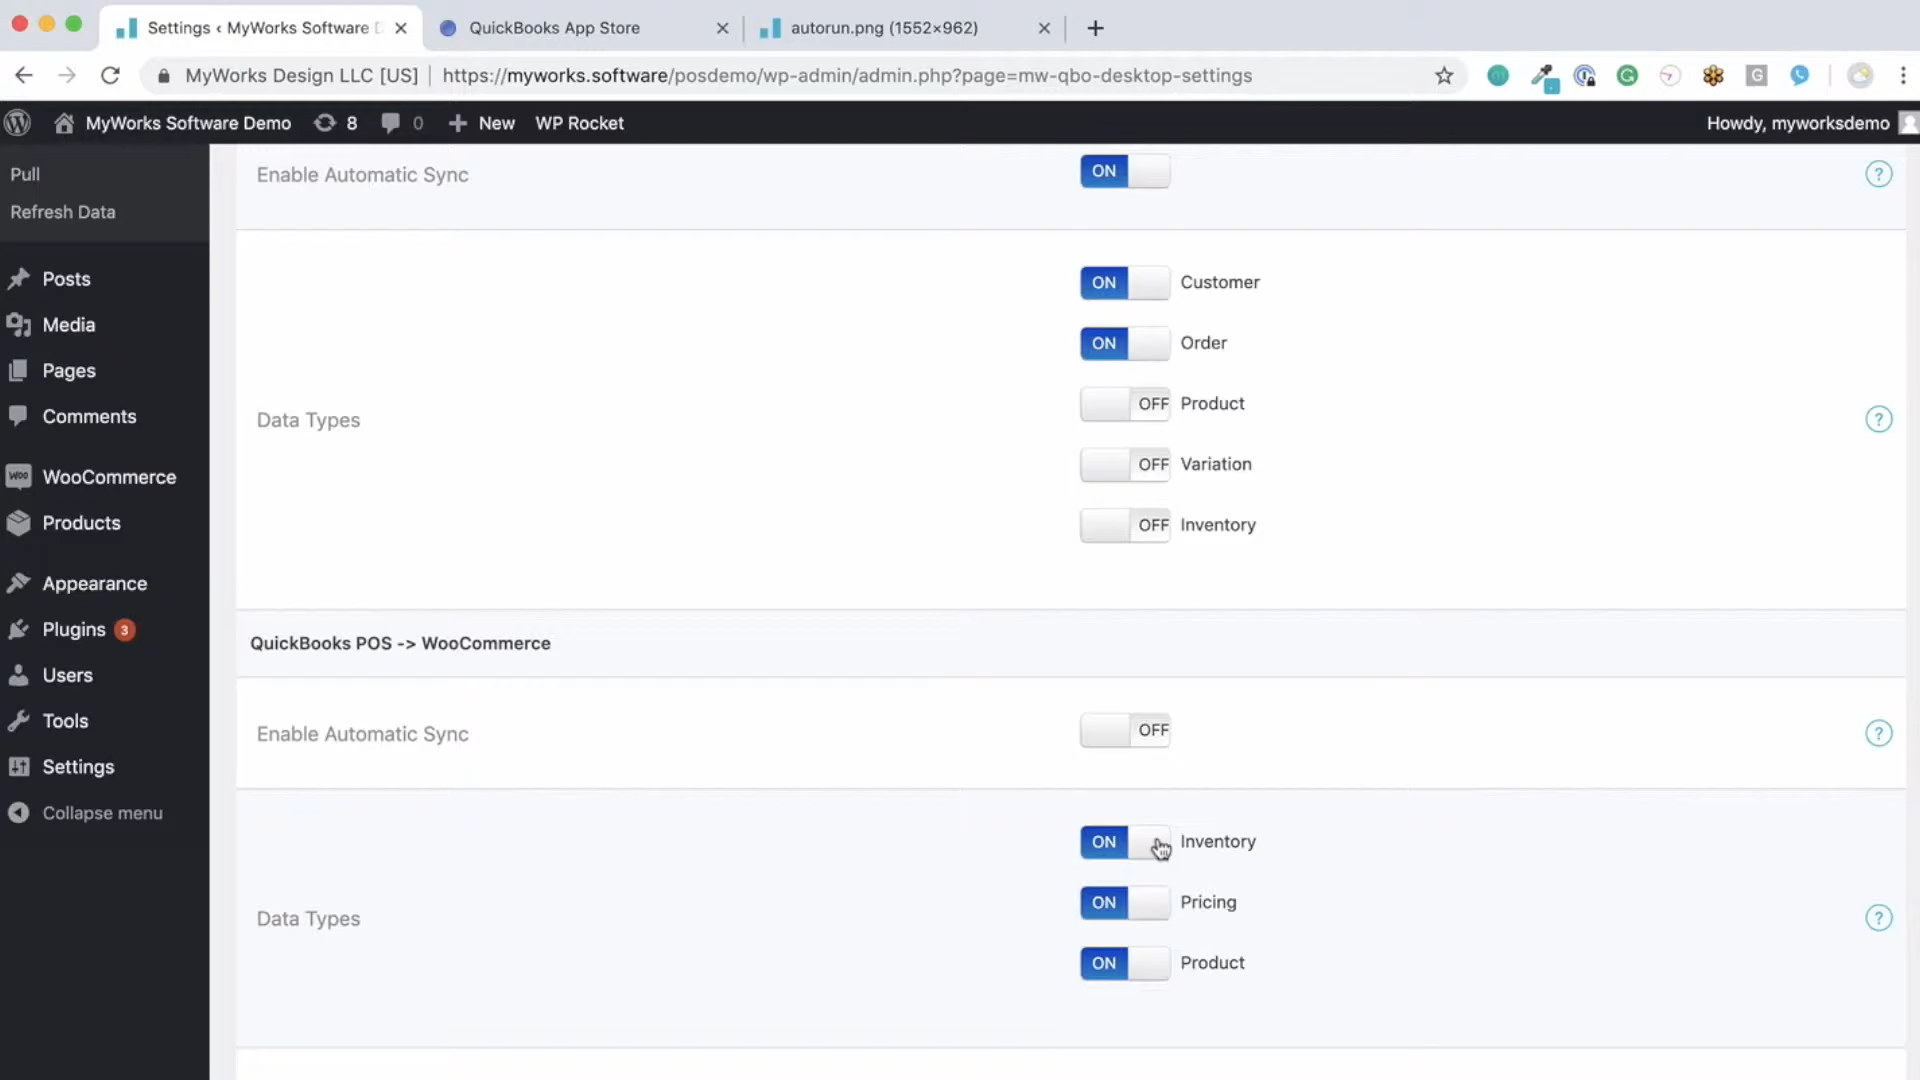 Settings ‹ MyWorks Software D
QuickBooks App Store
autorun.png (1552×962)
MyWorks Design LLC [US]
https://myworks.software/posdemo/wp-admin/admin.php?page=mw-qbo-desktop-settings
MyWorks Software Demo
8
0
New
WP Rocket
Howdy, myworksdemo
Pull
Refresh Data
Posts
Media
Pages
Comments
WooCommerce
Products
Appearance
Plugins 3
Users
Tools
Settings
Collapse menu
Enable Automatic Sync
ON
?
Data Types
ON Customer
ON Order
OFF Product
OFF Variation
OFF Inventory
?
QuickBooks POS -> WooCommerce
Enable Automatic Sync
OFF
?
Data Types
ON Inventory
ON Pricing
ON Product
?